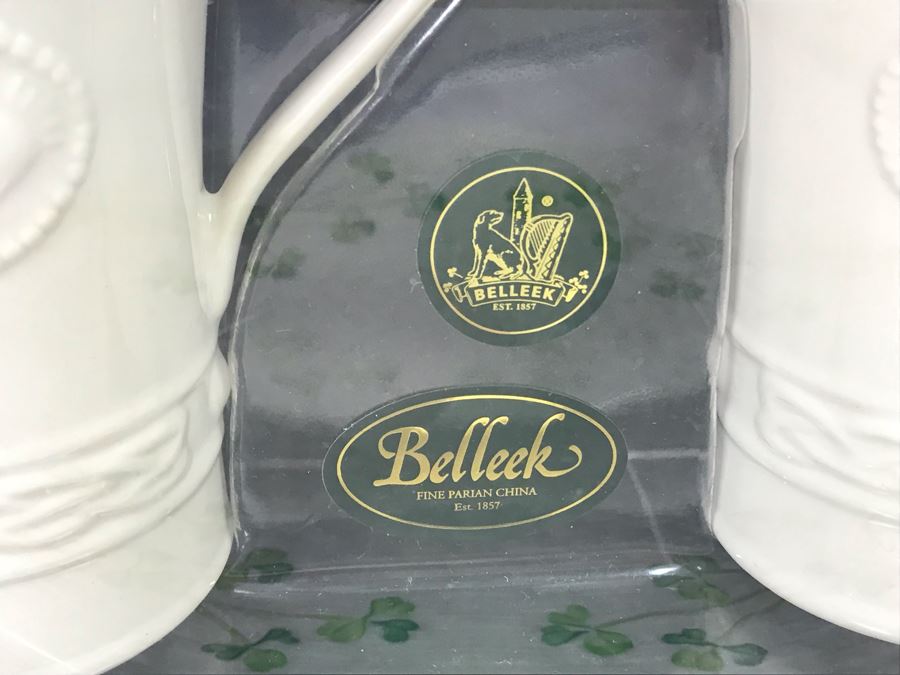 ®
BELLEEK
EST. 1857
Belleek
FINE PARIAN CHINA
Est. 1857